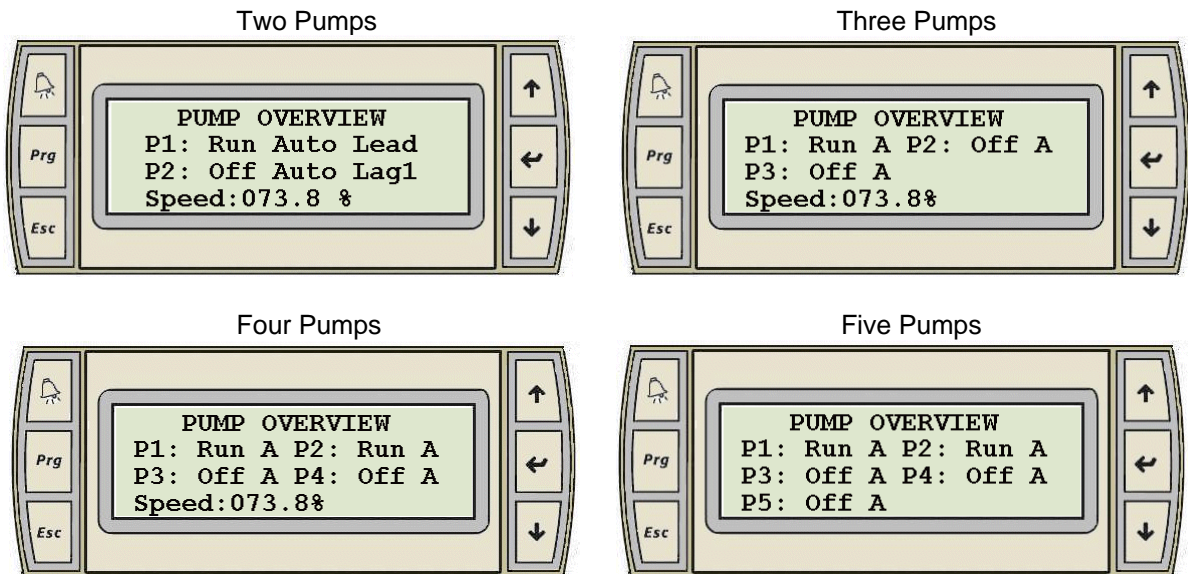 Two Pumps
PUMP OVERVIEW
P1: Run Auto Lead
P2: Off Auto Lag1
Speed:073.8 %
Prg
Esc
Three Pumps
PUMP OVERVIEW
P1: Run A P2: Off A
P3: Off A
Speed:073.8%
Prg
Esc
Four Pumps
PUMP OVERVIEW
P1: Run A P2: Run A
P3: Off A P4: Off A
Speed:073.8%
Prg
Esc
Five Pumps
PUMP OVERVIEW
P1: Run A P2: Run A
P3: Off A P4: Off A
P5: Off A
Prg
Esc